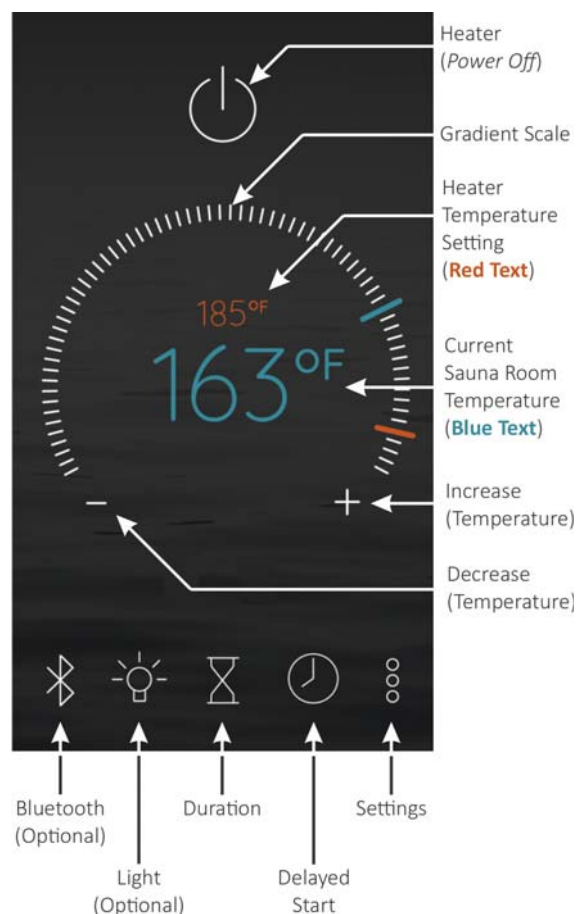 Heater
(Power Off)
Gradient Scale
Heater
Temperature
Setting
(Red Text)
185°F
163°F
Current
Sauna Room
Temperature
(Blue Text)
Increase
(Temperature)
Decrease
(Temperature)
Bluetooth
(Optional)
Duration
Settings
Light
(Optional)
Delayed
Start